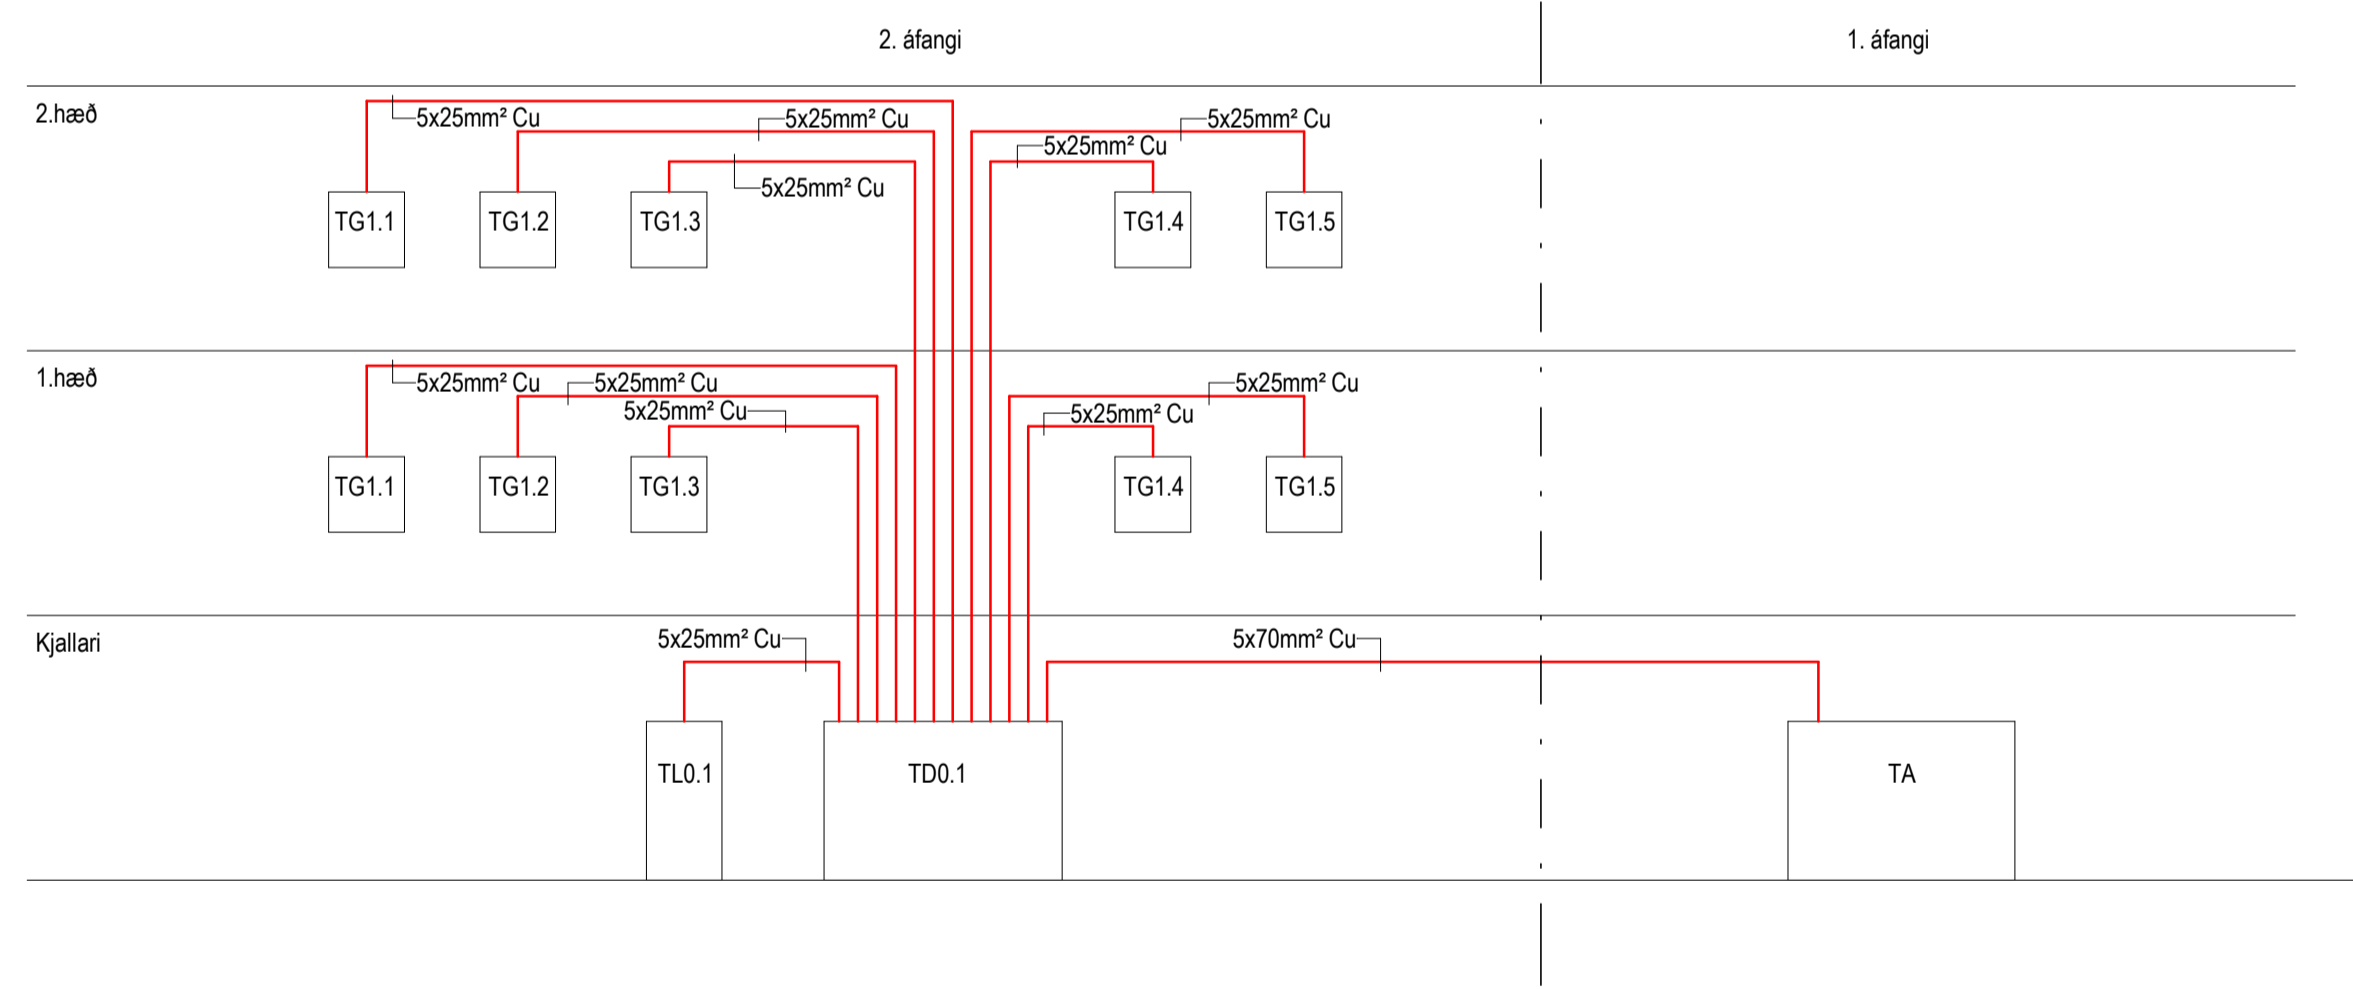 2. áfangi
1. áfangi
2.hæð
5x25mm² Cu
5x25mm² Cu
5x25mm² Cu
5x25mm² Cu
5x25mm² Cu
TG1.1
TG1.2
TG1.3
TG1.4
TG1.5
1.hæð
5x25mm² Cu
5x25mm² Cu
5x25mm² Cu
5x25mm² Cu
5x25mm² Cu
TG1.1
TG1.2
TG1.3
TG1.4
TG1.5
Kjallari
5x25mm² Cu
5x70mm² Cu
TL0.1
TD0.1
TA